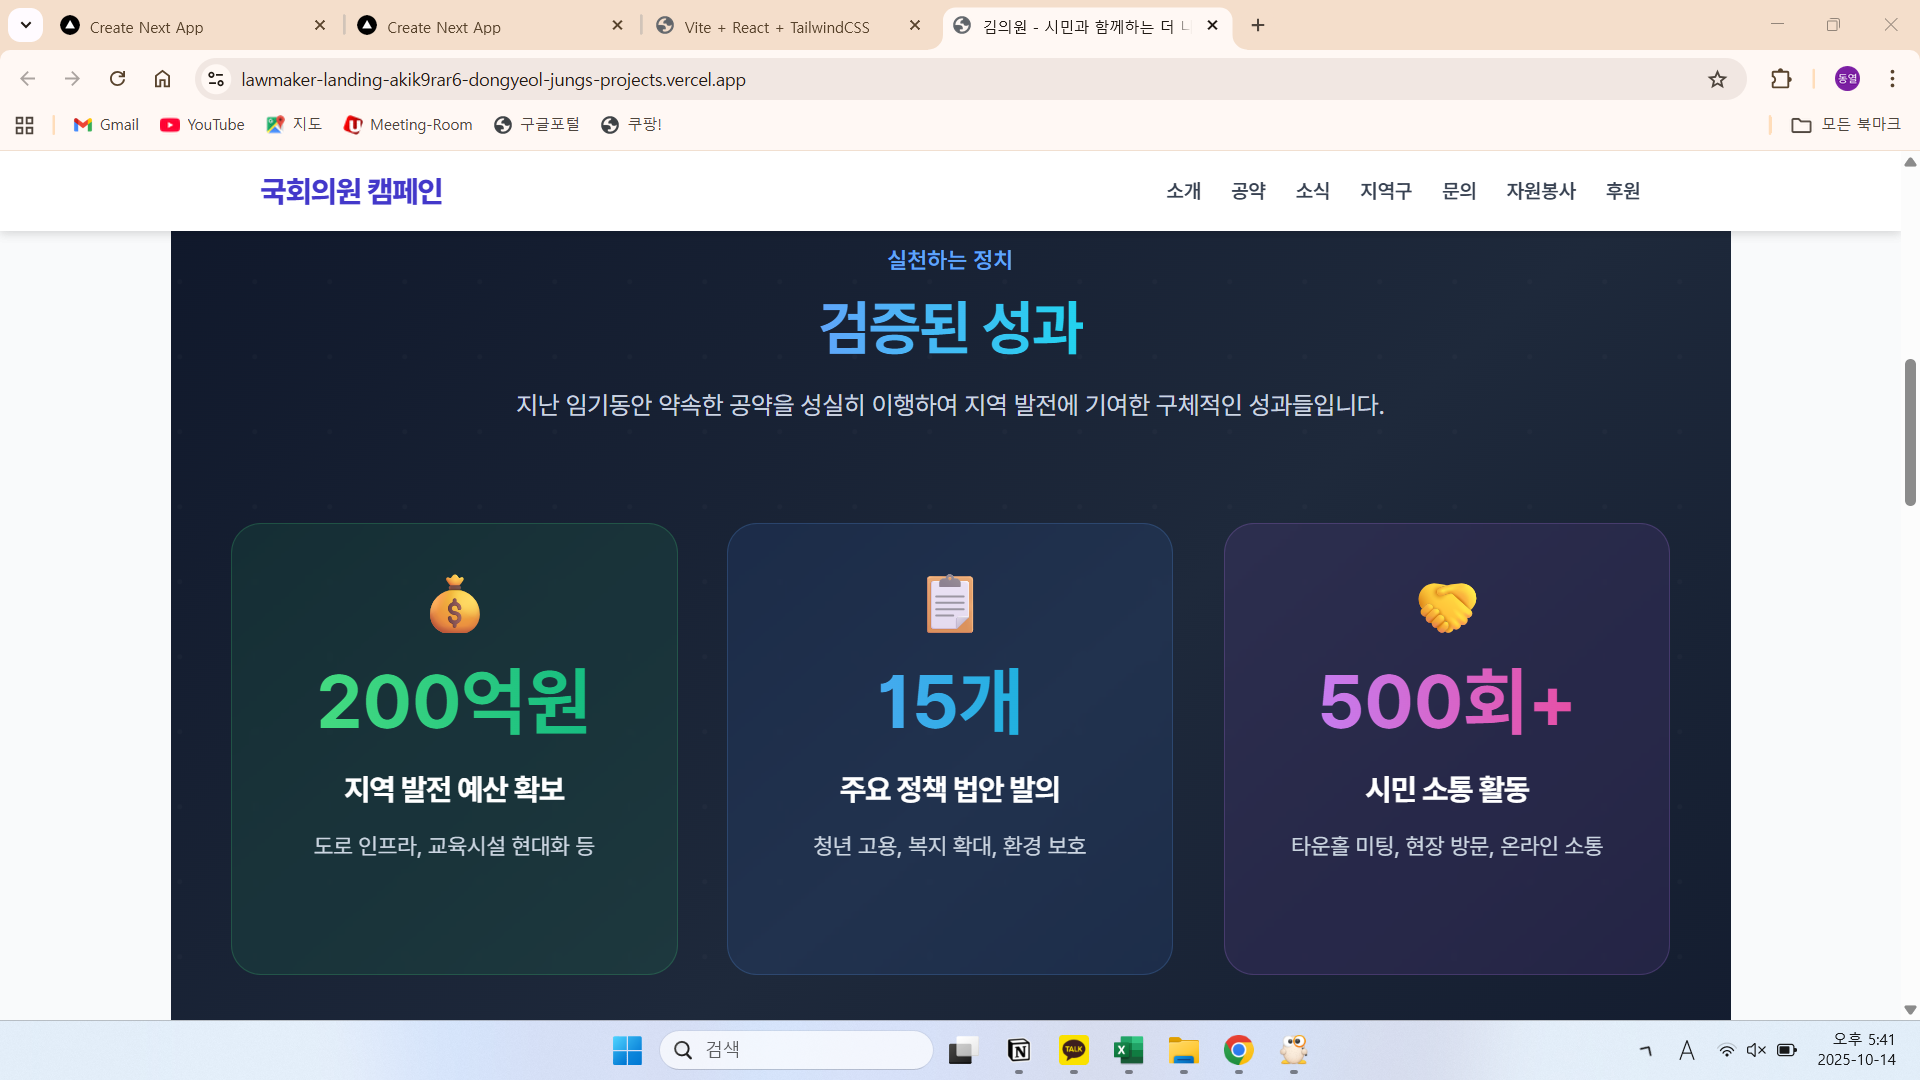 Create Next App
Create Next App
Vite + React + TailwindCSS
김의원 - 시민과 함께하는 더
lawmaker-landing-akik9rar6-dongyeol-jungs-projects.vercel.app
동열
Gmail
YouTube
지도
Meeting-Room
구글포털
쿠팡!
모든 북마크
국회의원 캠페인
소개
공약
소식
지역구
문의
자원봉사
후원
실천하는 정치
검증된 성과
지난 임기동안 약속한 공약을 성실히 이행하여 지역 발전에 기여한 구체적인 성과들입니다.
$
200억원
지역 발전 예산 확보
도로 인프라, 교육시설 현대화 등
15개
주요 정책 법안 발의
청년 고용, 복지 확대, 환경 보호
500회+
시민 소통 활동
타운홀 미팅, 현장 방문, 온라인 소통
검색
N
TALK
X
A
오후 5:41
2025-10-14